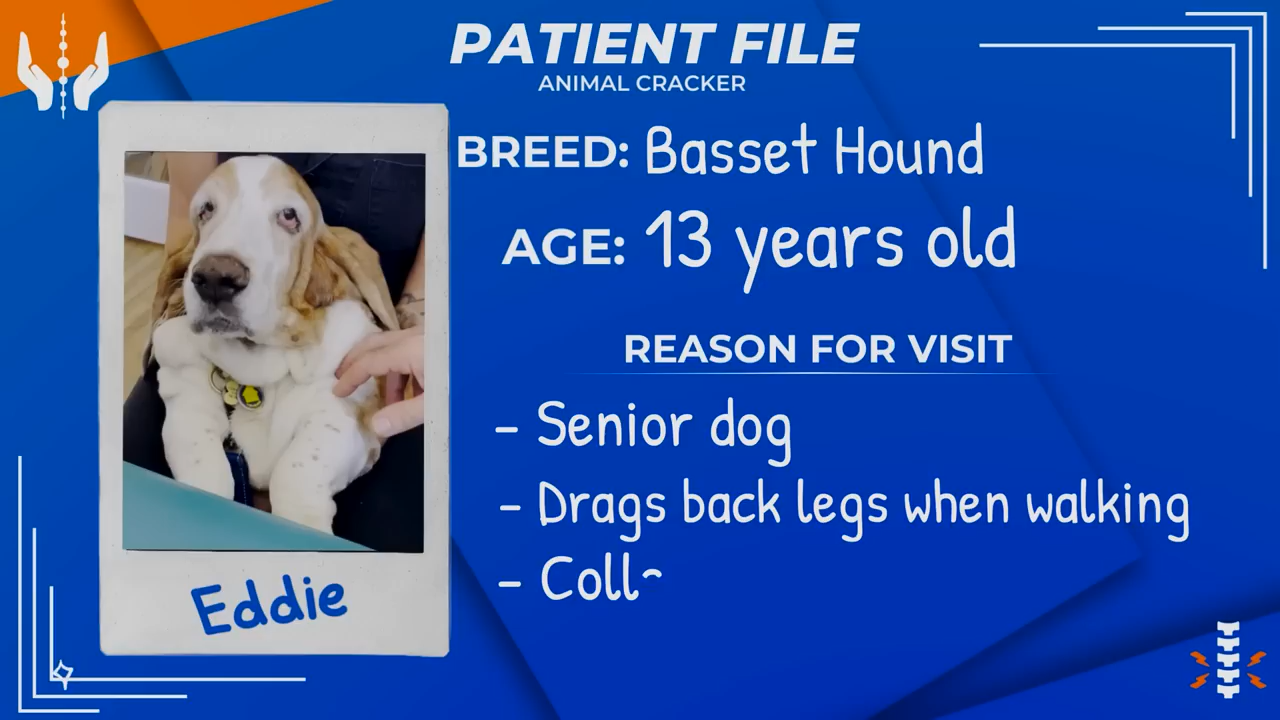 PATIENT FILE
ANIMAL CRACKER
BREED: Basset Hound
AGE: 13 years old
REASON FOR VISIT
- Senior dog
- Drags back legs when walking
- Coll
Eddie